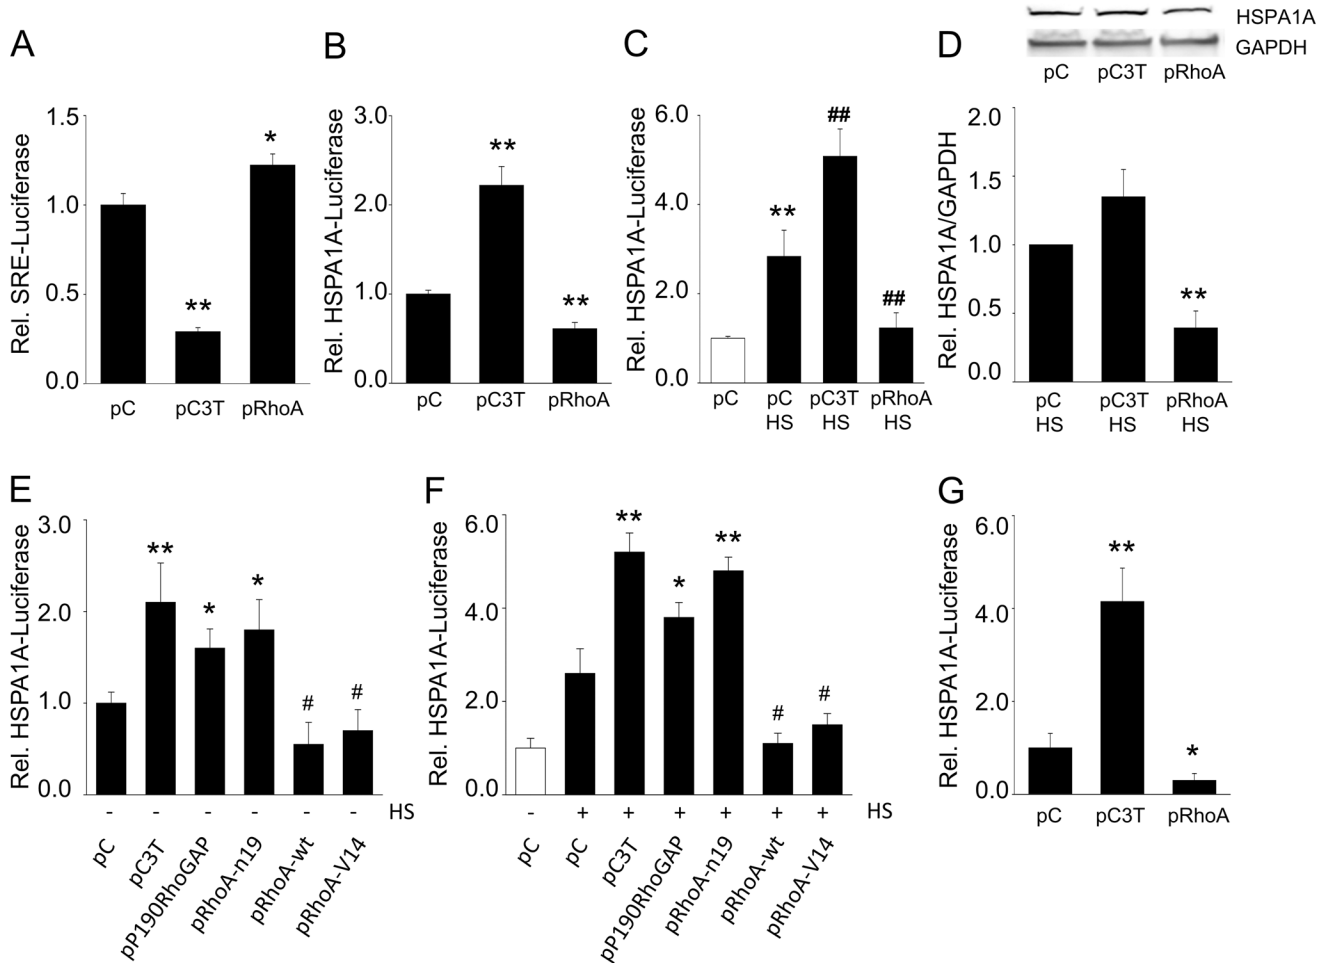 A
Rel. SRE-Luciferase
1.5
1.0
0.5
0.0
**
*
pC pC3T pRhoA
B
Rel. HSPA1A-Luciferase
3.0
2.0
1.0
0.0
**
**
pC pC3T pRhoA
C
Rel. HSPA1A-Luciferase
6.0
4.0
2.0
0.0
**
##
##
pC pC pC3T pRhoA
HS HS HS
D
HSPA1A
GAPDH
pC pC3T pRhoA
Rel. HSPA1A/GAPDH
2.0
1.5
1.0
0.5
0.0
**
pC pC3T pRhoA
HS HS HS
E
Rel. HSPA1A-Luciferase
3.0
2.0
1.0
0.0
**
*
*
#
#
- - - - - - HS
pC
pC3T
pP190RhoGAP
pRhoA-n19
pRhoA-wt
pRhoA-V14
F
Rel. HSPA1A-Luciferase
6.0
4.0
2.0
0.0
**
*
**
#
#
- + + + + + + HS
pC
pC
pC3T
pP190RhoGAP
pRhoA-n19
pRhoA-wt
pRhoA-V14
G
Rel. HSPA1A-Luciferase
6.0
4.0
2.0
0.0
**
*
pC pC3T pRhoA